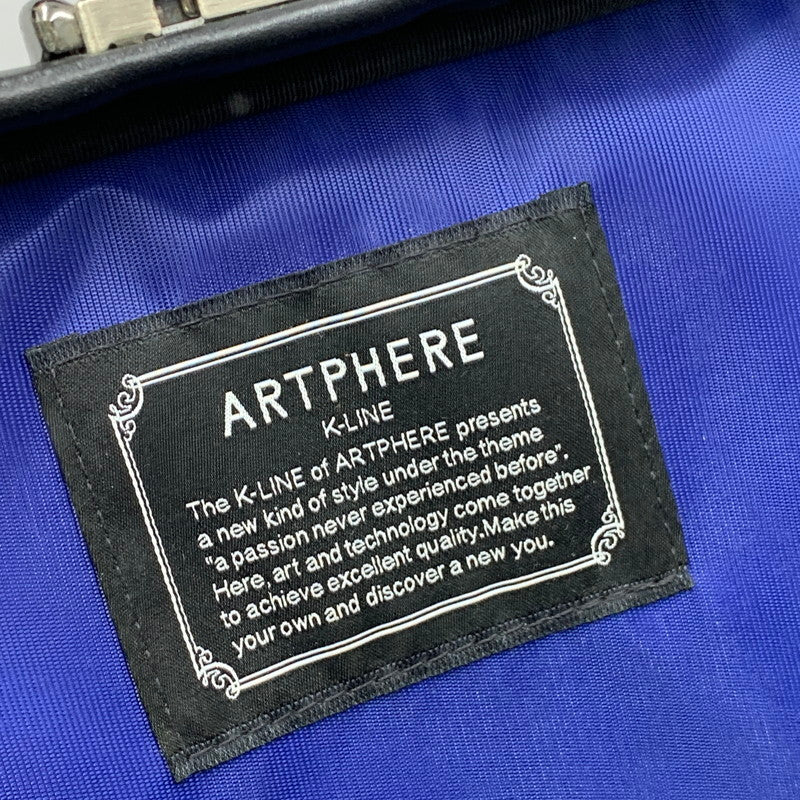 ARTPHERE
K-LINE
The K-LINE of ARTPHERE presents
a new kind of style under the theme
"a passion never experienced before".
Here, art and technology come together
to achieve excellent quality.Make this
your own and discover a new you.